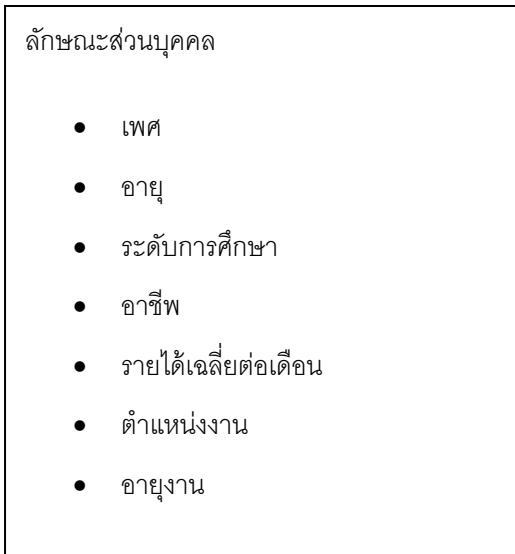 ลักษณะส่วนบุคคล
● เพศ
● อายุ
● ระดับการศึกษา
● อาชีพ
● รายได้เฉลี่ยต่อเดือน
● ตำแหน่งงาน
● อายุงาน